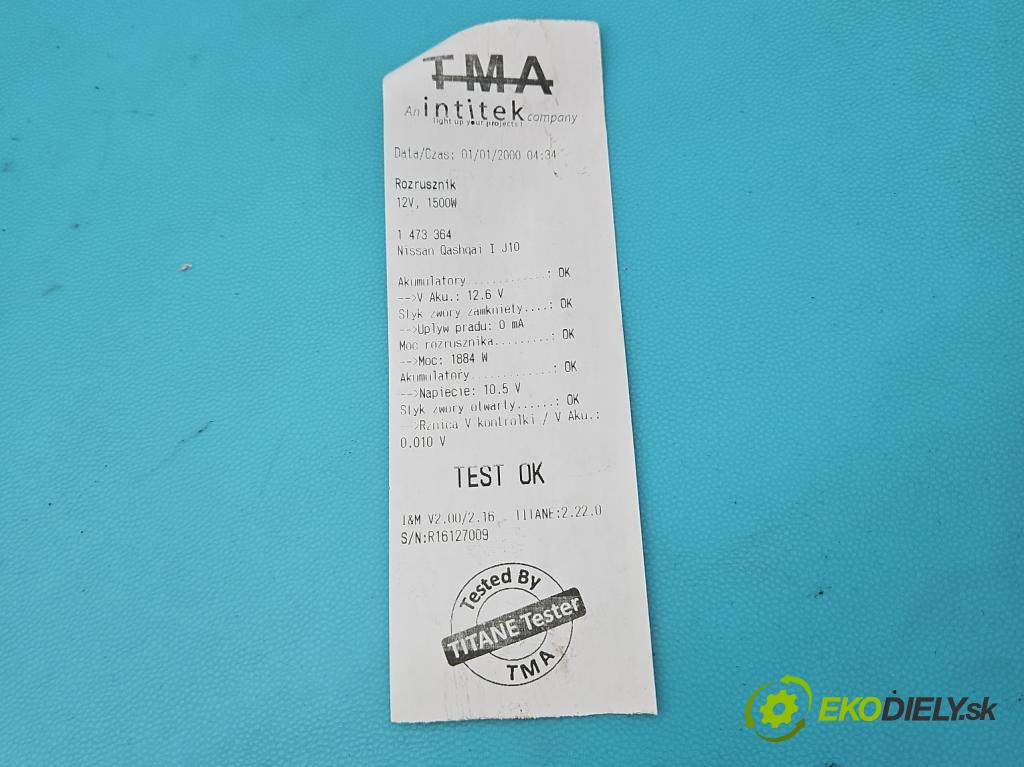 TMA
An intitek company
light up your projects!
Data/Czas: 01/01/2000 04:34
Rozrusznik
12V, 1500W
1 473 364
Nissan Qashqai I J10
Akumulatory.............: OK
-->V Aku.: 12.6 V
Styk zwory zamkniety....: OK
-->Uplyw pradu: 0 mA
Moc rozrusznika.........: OK
-->Moc: 1884 W
Akumulatory.............: OK
-->Napiecie: 10.5 V
Styk zwory otwarty......: OK
-->Rznica V kontrolki / V Aku.:
0.010 V
TEST OK
I&M V2.00/2.16 TITANE:2.22.0
S/N:R16127009
Tested By
TITANE Tester
TMA
EKODIELY.sk